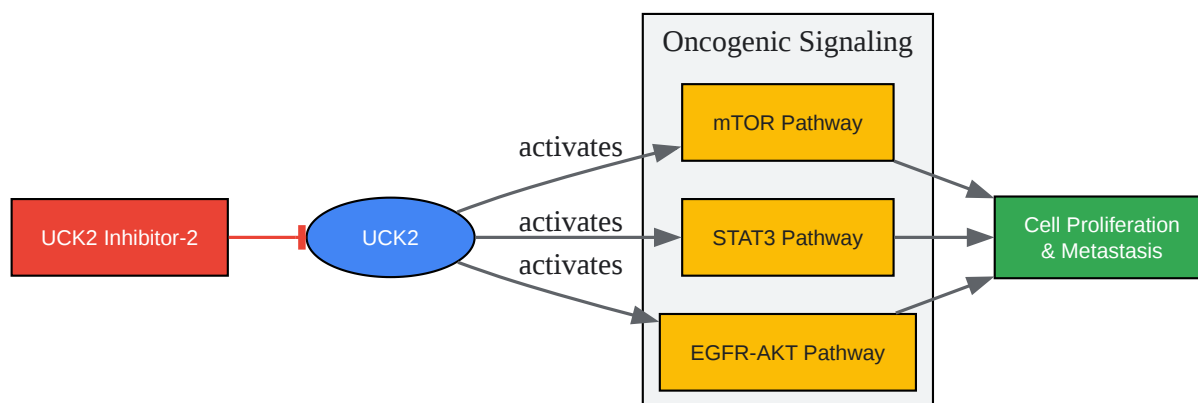 Oncogenic Signaling
mTOR Pathway
activates
UCK2 Inhibitor-2
UCK2
activates
STAT3 Pathway
Cell Proliferation
& Metastasis
activates
EGFR-AKT Pathway